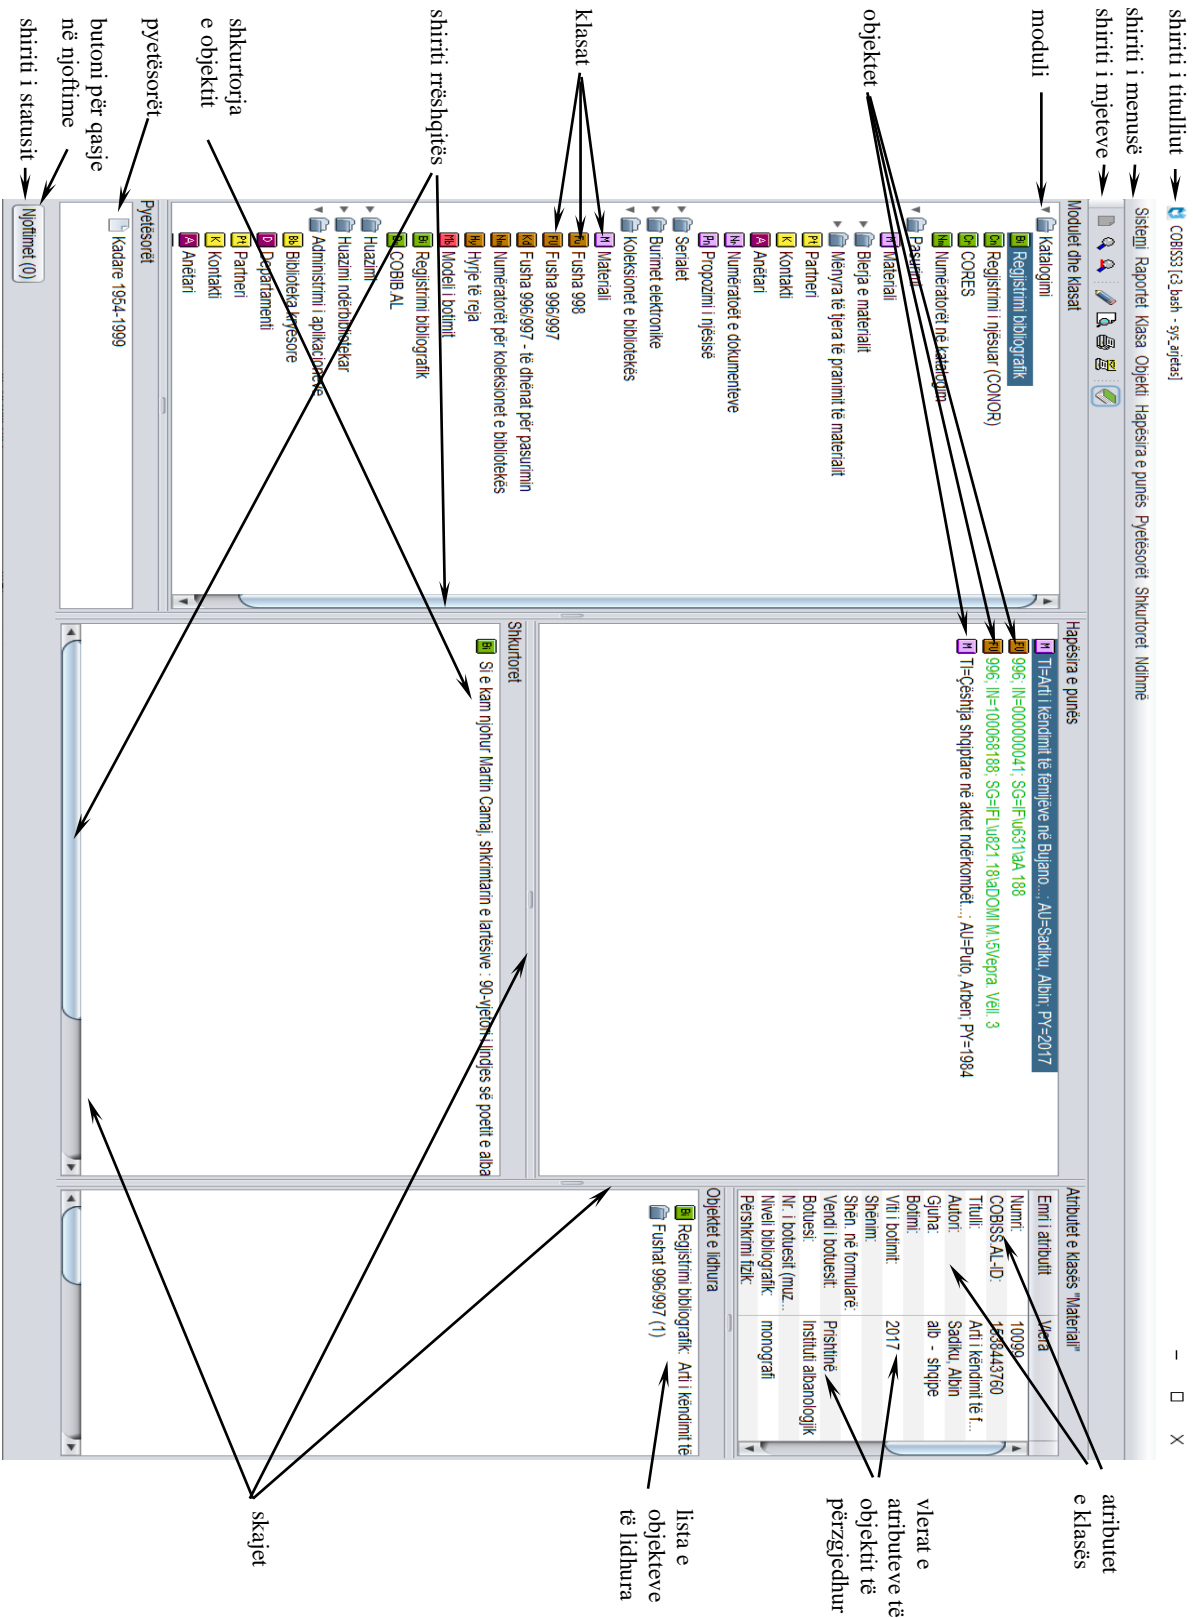 shiriti i titulliut
shiriti i menusë
shiriti i mjeteve
moduli
objektet
klasat
shiriti rrëshqitës
shkurtorja
e objektit
pyetësorët
butoni për qasje
në njoftime
shiriti i statusit
COBISS3 [c3_bash - sys_arjetas]
Sistemi Raportet Klasa Objekti Hapësira e punës Pyetësorët Shkurtoret Ndihmë
Modulet dhe klasat
Katalogimi
Regjistrimi bibliografik
Regjistrimi i njësuar (CONOR)
CORES
Numëratorët në katalogim
Pasurimi
Materiali
Blerja e materialit
Mënyra të tjera të pranimit të materialit
Partneri
Kontakti
Anëtari
Numëratoët e dokumenteve
Propozimi i njësisë
Serialet
Burimet elektronike
Koleksionet e bibliotekës
Materiali
Fusha 998
Fusha 996/997
Fusha 996/997 - të dhënat për pasurimin
Numëratorët për koleksionet e bibliotekës
Hyrje të reja
Modeli i botimit
Regjistrimi bibliografik
COBIB.AL
Huazimi
Huazimi ndërbibliotekar
Administrimi i aplikacioneve
Biblioteka kryesore
Departamenti
Partneri
Kontakti
Anëtari
Pyetësorët
Kadare 1954-1999
Njoftimet (0)
Hapësira e punës
TI=Arti i këndimit të fëmijëve në Bujano...; AU=Sadiku, Albin; PY=2017
996; IN=000000041; SG=IF\u631\aA 188
996; IN=100068188; SG=IFL\u821.18\aDOMI M.\5Vepra. Vëll. 3
TI=Çështja shqiptare në aktet ndërkombët...; AU=Puto, Arben; PY=1984
Shkurtoret
Si e kam njohur Martin Camaj, shkrimtarin e lartësive : 90-vjetori i lindjes së poetit e alba
Atributet e klasës "Materiali"
Emri i atributit Vlera
Numri: 10099
COBISS.AL-ID: 1538443760
Titulli: Arti i këndimit të f...
Autori: Sadiku, Albin
Gjuha: alb - shqipe
Botimi:
Viti i botimit: 2017
Shënim:
Shën. në formularë:
Vendi i botuesit: Prishtinë
Botuesi: Instituti albanologjik
Nr. i botuesit (muz...
Niveli bibliografik: monografi
Përshkrimi fizik:
Objektet e lidhura
Regjistrimi bibliografik: Arti i këndimit të
Fushat 996/997 (1)
atributet
e klasës
vlerat e
atributeve të
objektit të
përzgjedhur
lista e
objekteve
të lidhura
skajet